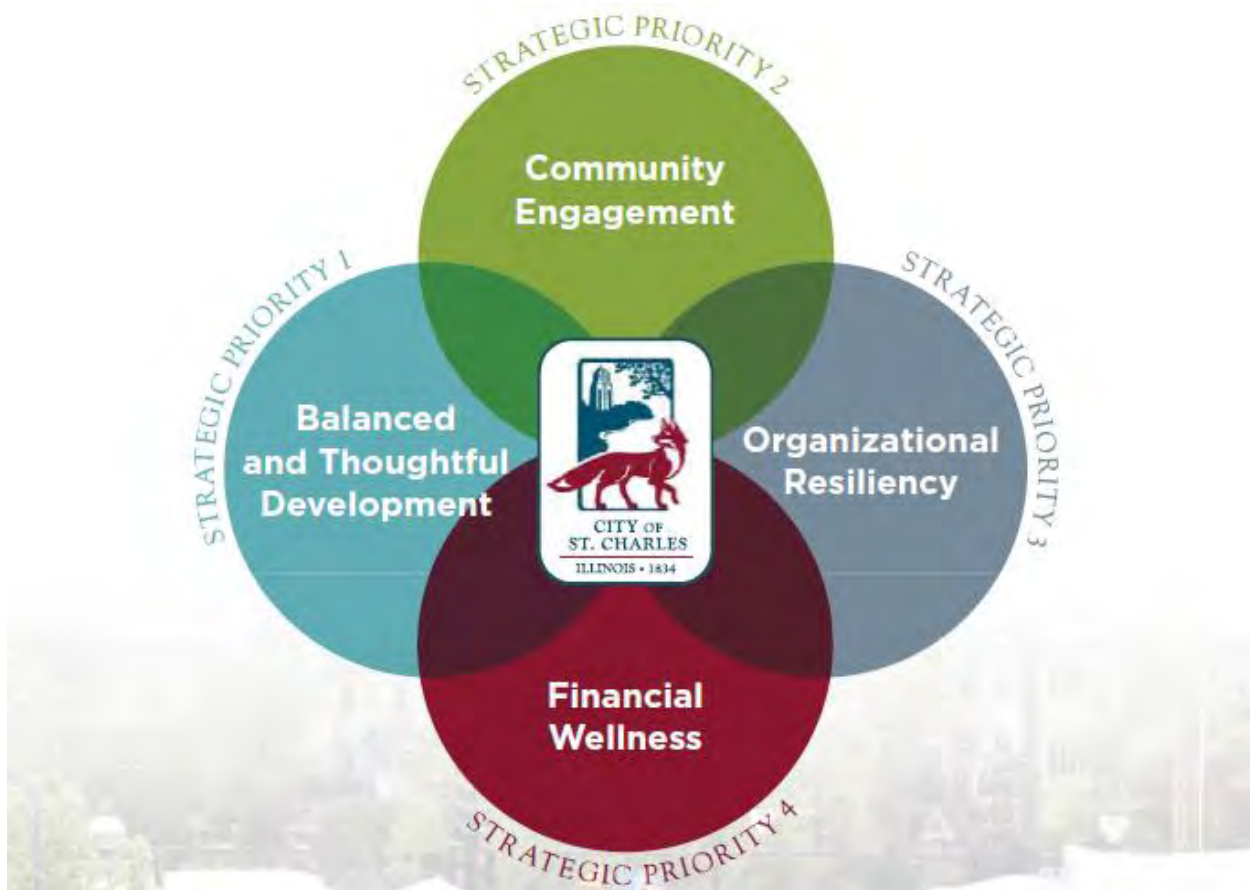 STRATEGIC PRIORITY 2
Community
Engagement
STRATEGIC PRIORITY 1
Balanced
and Thoughtful
Development
STRATEGIC PRIORITY 3
Organizational
Resiliency
CITY OF
ST. CHARLES
ILLINOIS • 1834
Financial
Wellness
STRATEGIC PRIORITY 4